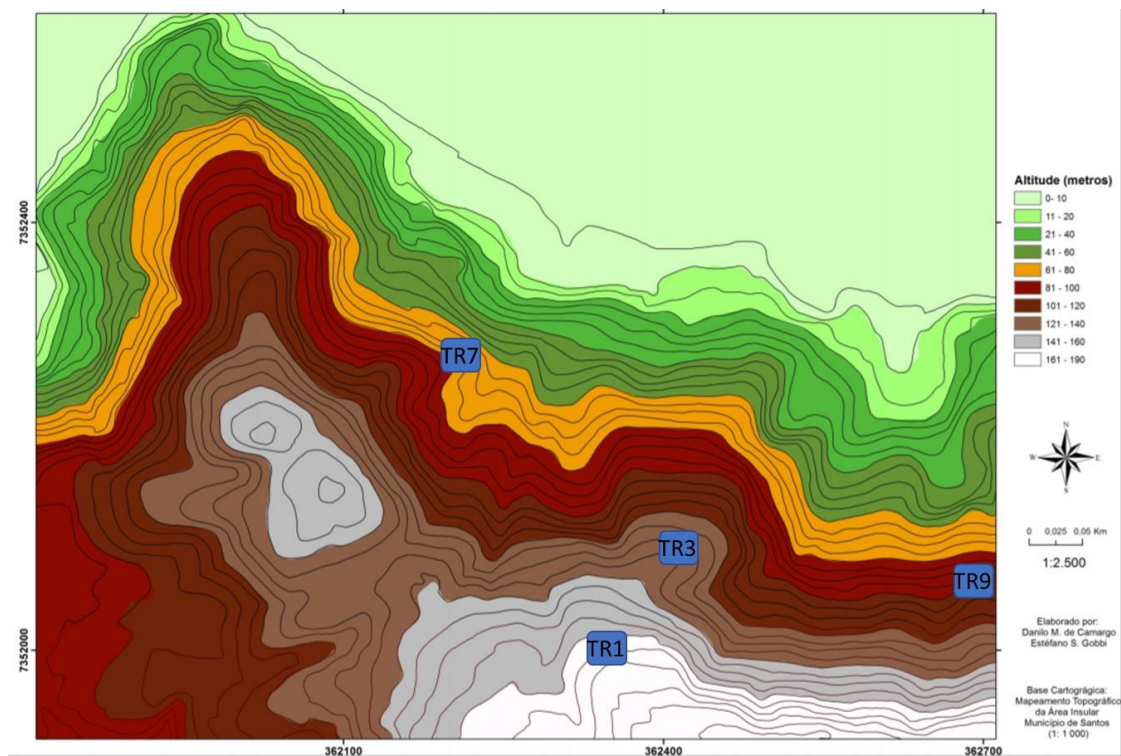 7352400
7352000
TR7
TR3
TR9
TR1
362100
362400
362700
Altitude (metros)
0- 10
11 - 20
21 - 40
41 - 60
61 - 80
81 - 100
101 - 120
121 - 140
141 - 160
161 - 190
N
W
E
S
0 0,025 0,05 Km
1:2.500
Elaborado por:
Danilo M. de Camargo
Estéfano S. Gobbi
Base Cartográgica:
Mapeamento Topográfico
da Área Insular
Município de Santos
(1: 1 000)